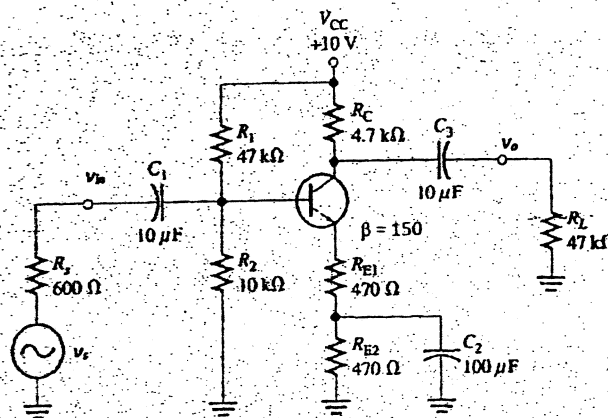 V_CC
+10 V
R_C
4.7 kΩ
C_3
v_o
R_1
47 kΩ
10 μF
v_in
C_1
10 μF
β = 150
R_L
47 kΩ
R_s
600 Ω
R_2
10 kΩ
R_E1
470 Ω
v_s
R_E2
470 Ω
C_2
100 μF